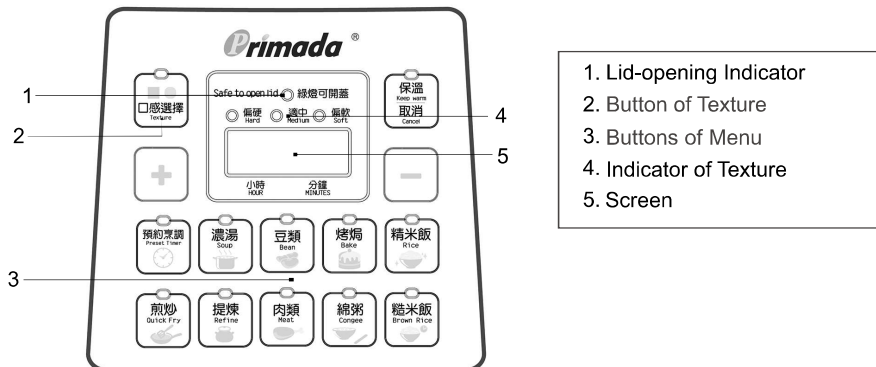 Primada ®
Safe to open lid 綠燈可開蓋
1
口感選擇
Texture
2
偏硬 適中 偏軟
Hard Medium Soft
4
保溫
Keep warm
取消
Cancel
5
+
-
小時 分鐘
HOUR MINUTES
預約烹調
Preset Timer
濃湯
Soup
豆類
Bean
烤焗
Bake
精米飯
Rice
3
煎炒
Quick Fry
提煉
Refine
肉類
Meat
綿粥
Congee
糙米飯
Brown Rice
1. Lid-opening Indicator
2. Button of Texture
3. Buttons of Menu
4. Indicator of Texture
5. Screen